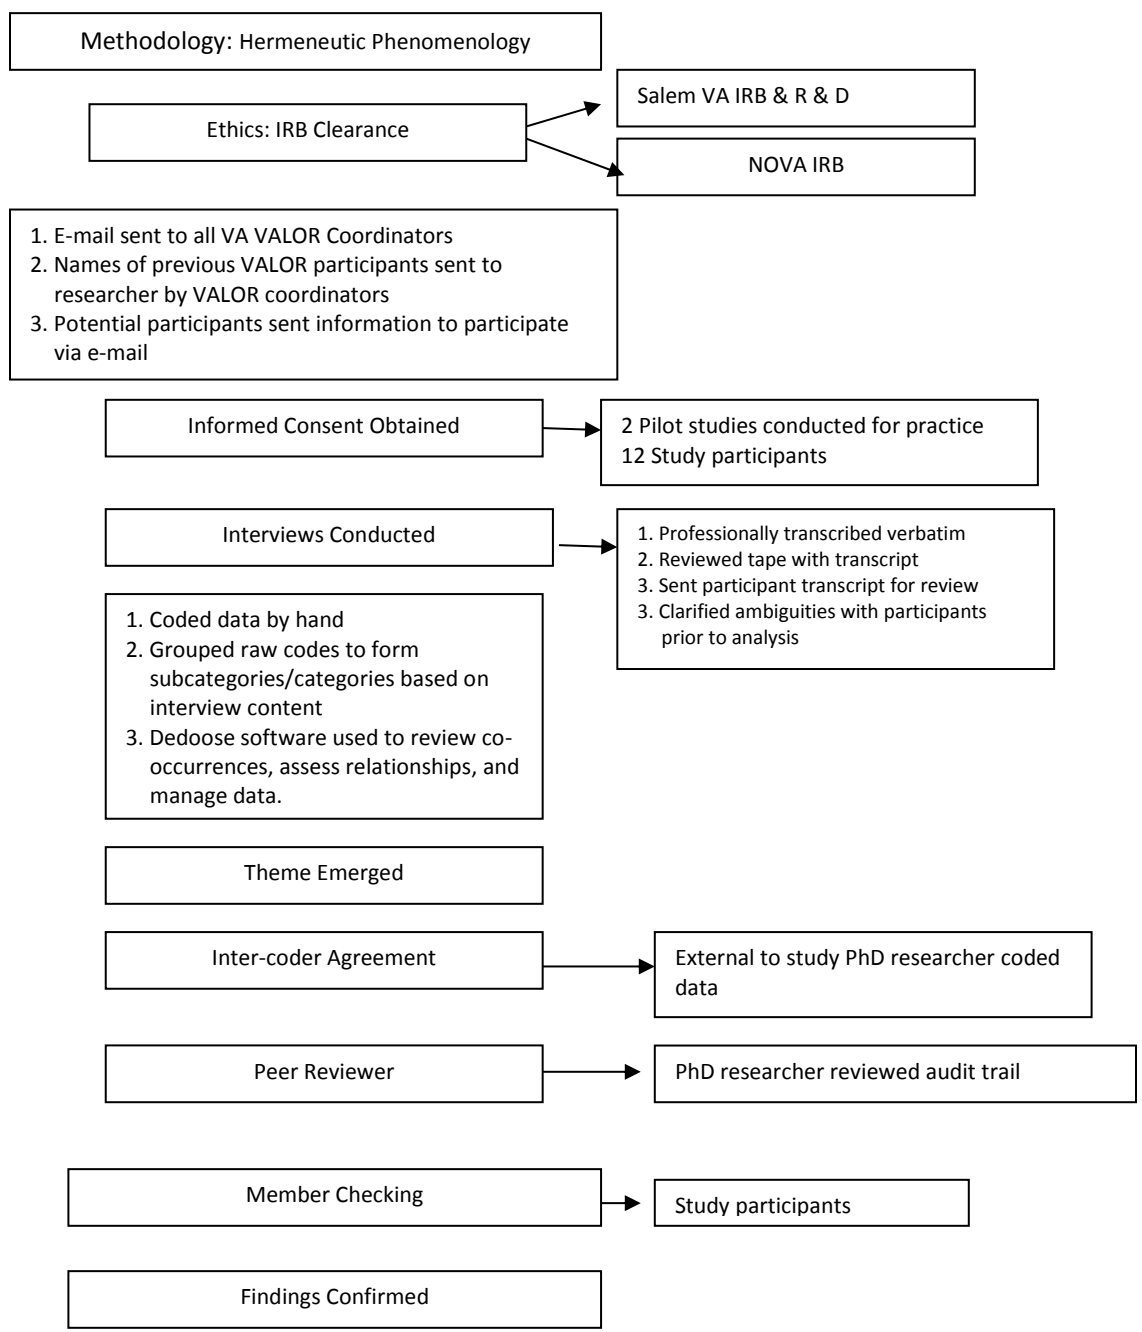 Methodology: Hermeneutic Phenomenology
Ethics: IRB Clearance
Salem VA IRB & R & D
NOVA IRB
1. E-mail sent to all VA VALOR Coordinators
2. Names of previous VALOR participants sent to
researcher by VALOR coordinators
3. Potential participants sent information to participate
via e-mail
Informed Consent Obtained
2 Pilot studies conducted for practice
12 Study participants
Interviews Conducted
1. Professionally transcribed verbatim
2. Reviewed tape with transcript
3. Sent participant transcript for review
3. Clarified ambiguities with participants
prior to analysis
1. Coded data by hand
2. Grouped raw codes to form
subcategories/categories based on
interview content
3. Dedoose software used to review co-
occurrences, assess relationships, and
manage data.
Theme Emerged
Inter-coder Agreement
External to study PhD researcher coded
data
Peer Reviewer
PhD researcher reviewed audit trail
Member Checking
Study participants
Findings Confirmed